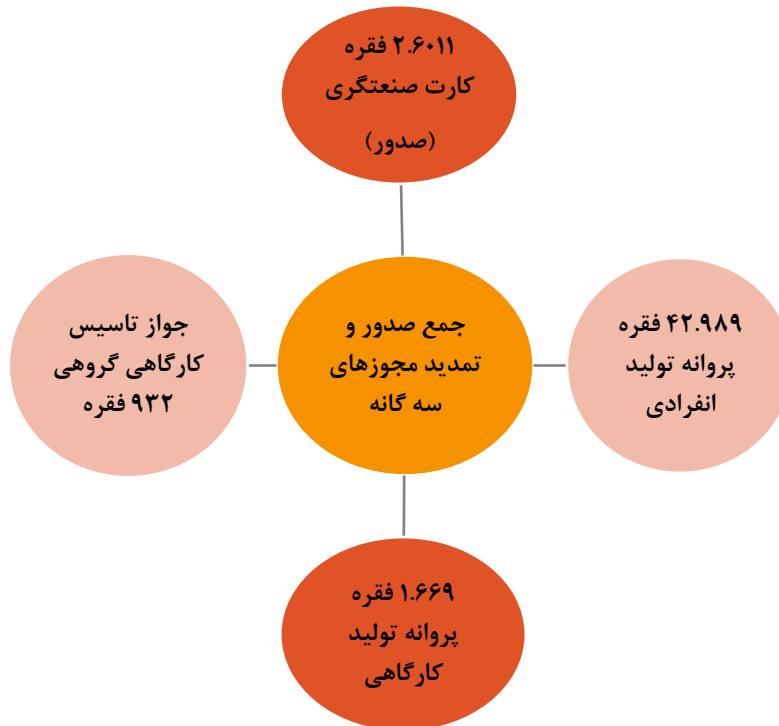 ۲.۶۰۱۱ فقره
کارت صنعتگری
(صدور)
۴۲.۹۸۹ فقره
پروانه تولید
انفرادی
جمع صدور و
تمدید مجوزهای
سه گانه
جواز تاسیس
کارگاهی گروهی
۹۳۲ فقره
۱.۶۶۹ فقره
پروانه تولید
کارگاهی